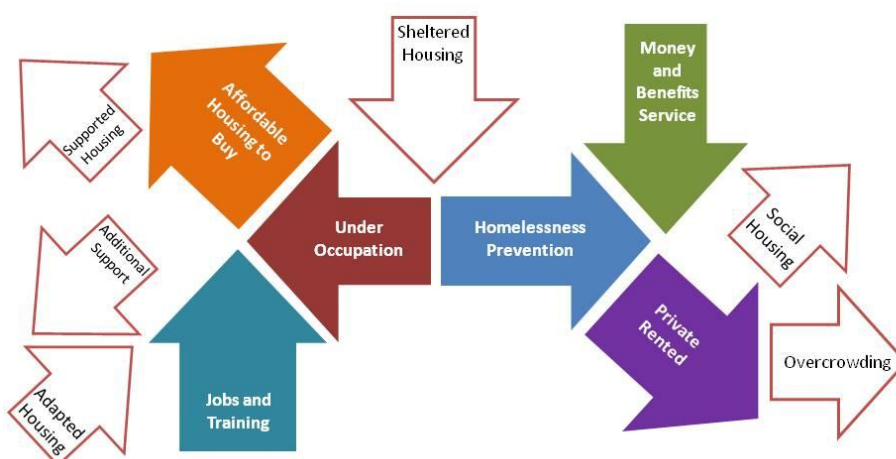 Sheltered
Housing
Money
and
Benefits
Service
Affordable
Housing to
Buy
Supported
Housing
Under
Occupation
Homelessness
Prevention
Social
Housing
Additional
Support
Private
Rented
Overcrowding
Jobs and
Training
Adapted
Housing